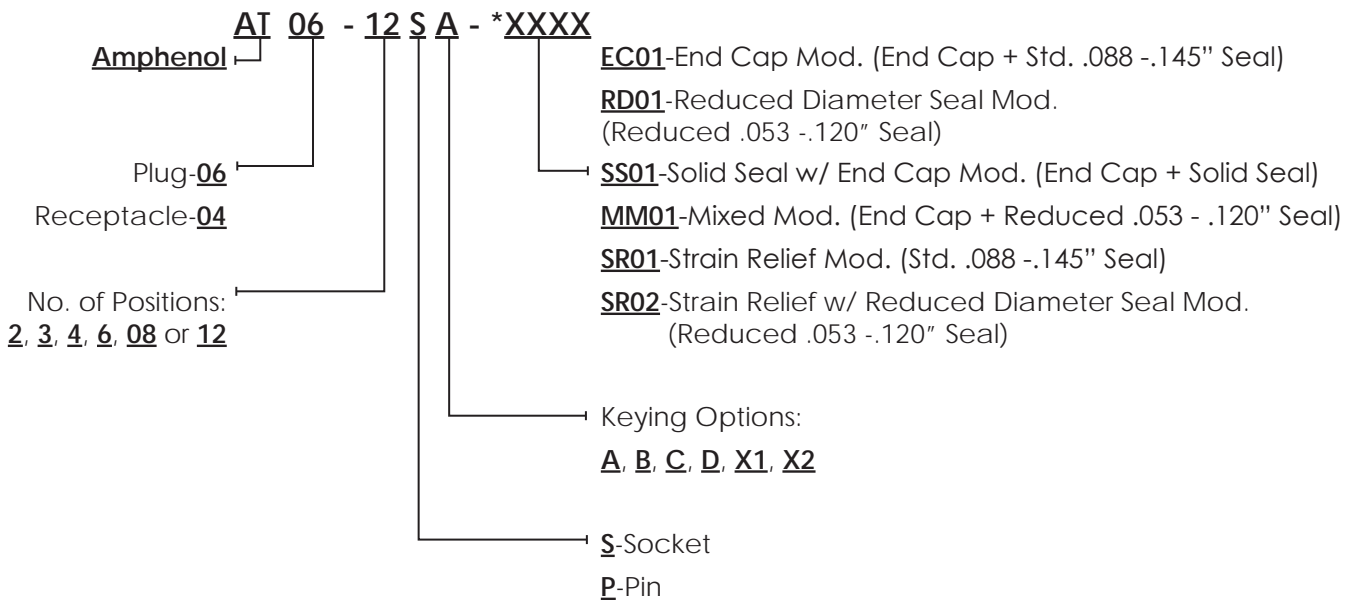 AT 06 - 12 S A - *XXXX
Amphenol
Plug-06
Receptacle-04
No. of Positions:
2, 3, 4, 6, 08 or 12
EC01-End Cap Mod. (End Cap + Std. .088 -.145” Seal)
RD01-Reduced Diameter Seal Mod.
(Reduced .053 -.120″ Seal)
SS01-Solid Seal w/ End Cap Mod. (End Cap + Solid Seal)
MM01-Mixed Mod. (End Cap + Reduced .053 - .120” Seal)
SR01-Strain Relief Mod. (Std. .088 -.145” Seal)
SR02-Strain Relief w/ Reduced Diameter Seal Mod.
(Reduced .053 -.120″ Seal)
Keying Options:
A, B, C, D, X1, X2
S-Socket
P-Pin